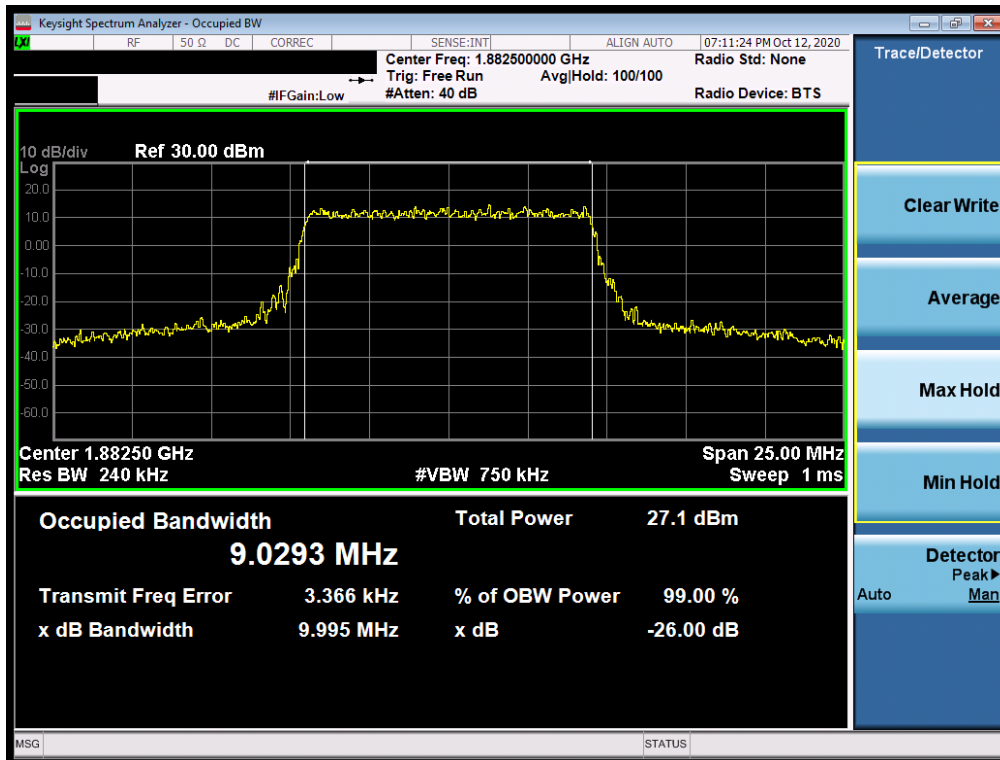 Keysight Spectrum Analyzer - Occupied BW
LXI RF 50 Ω DC CORREC SENSE:INT ALIGN AUTO 07:11:24 PM Oct 12, 2020
Center Freq: 1.882500000 GHz Radio Std: None
Trig: Free Run Avg|Hold: 100/100
#IFGain:Low #Atten: 40 dB Radio Device: BTS
10 dB/div Ref 30.00 dBm
Log
20.0
10.0
0.00
-10.0
-20.0
-30.0
-40.0
-50.0
-60.0
Center 1.88250 GHz Span 25.00 MHz
Res BW 240 kHz #VBW 750 kHz Sweep 1 ms
Occupied Bandwidth Total Power 27.1 dBm
9.0293 MHz
Transmit Freq Error 3.366 kHz % of OBW Power 99.00 %
x dB Bandwidth 9.995 MHz x dB -26.00 dB
MSG STATUS
Trace/Detector
Clear Write
Average
Max Hold
Min Hold
Detector
Peak▶
Auto Man